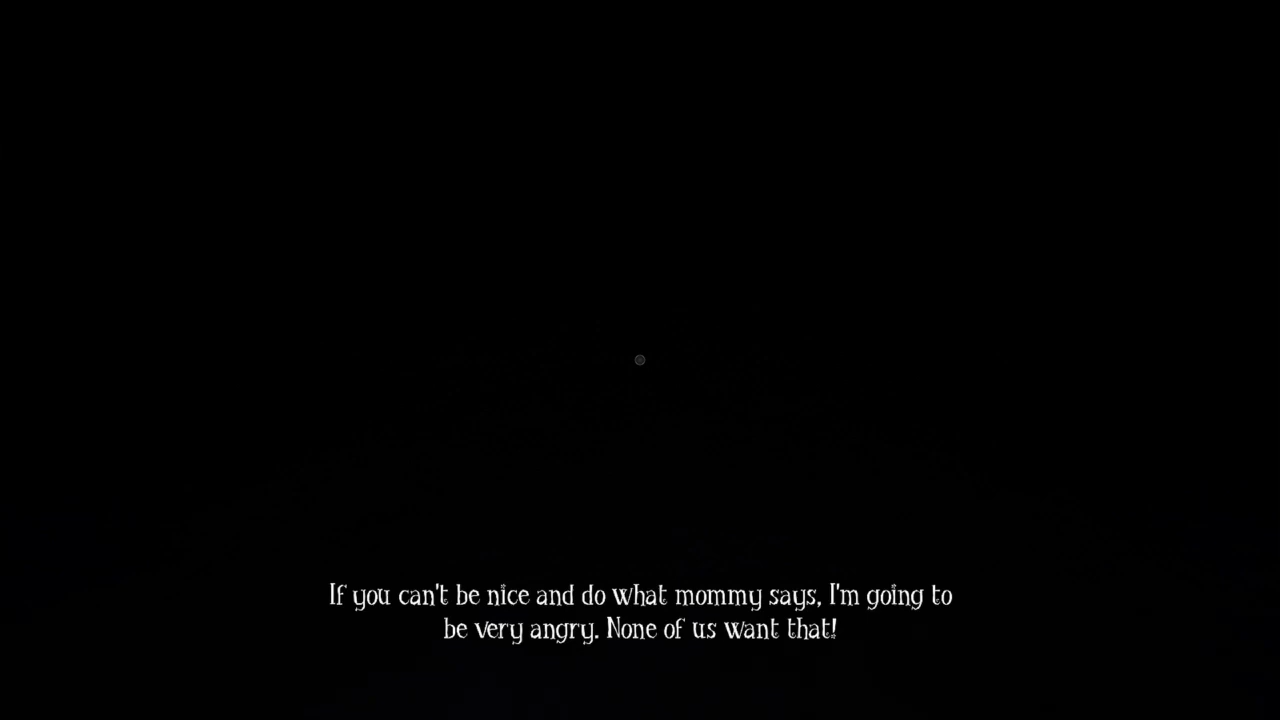 If you can't be nice and do what mommy says, I'm going to
be very angry. None of us want that!